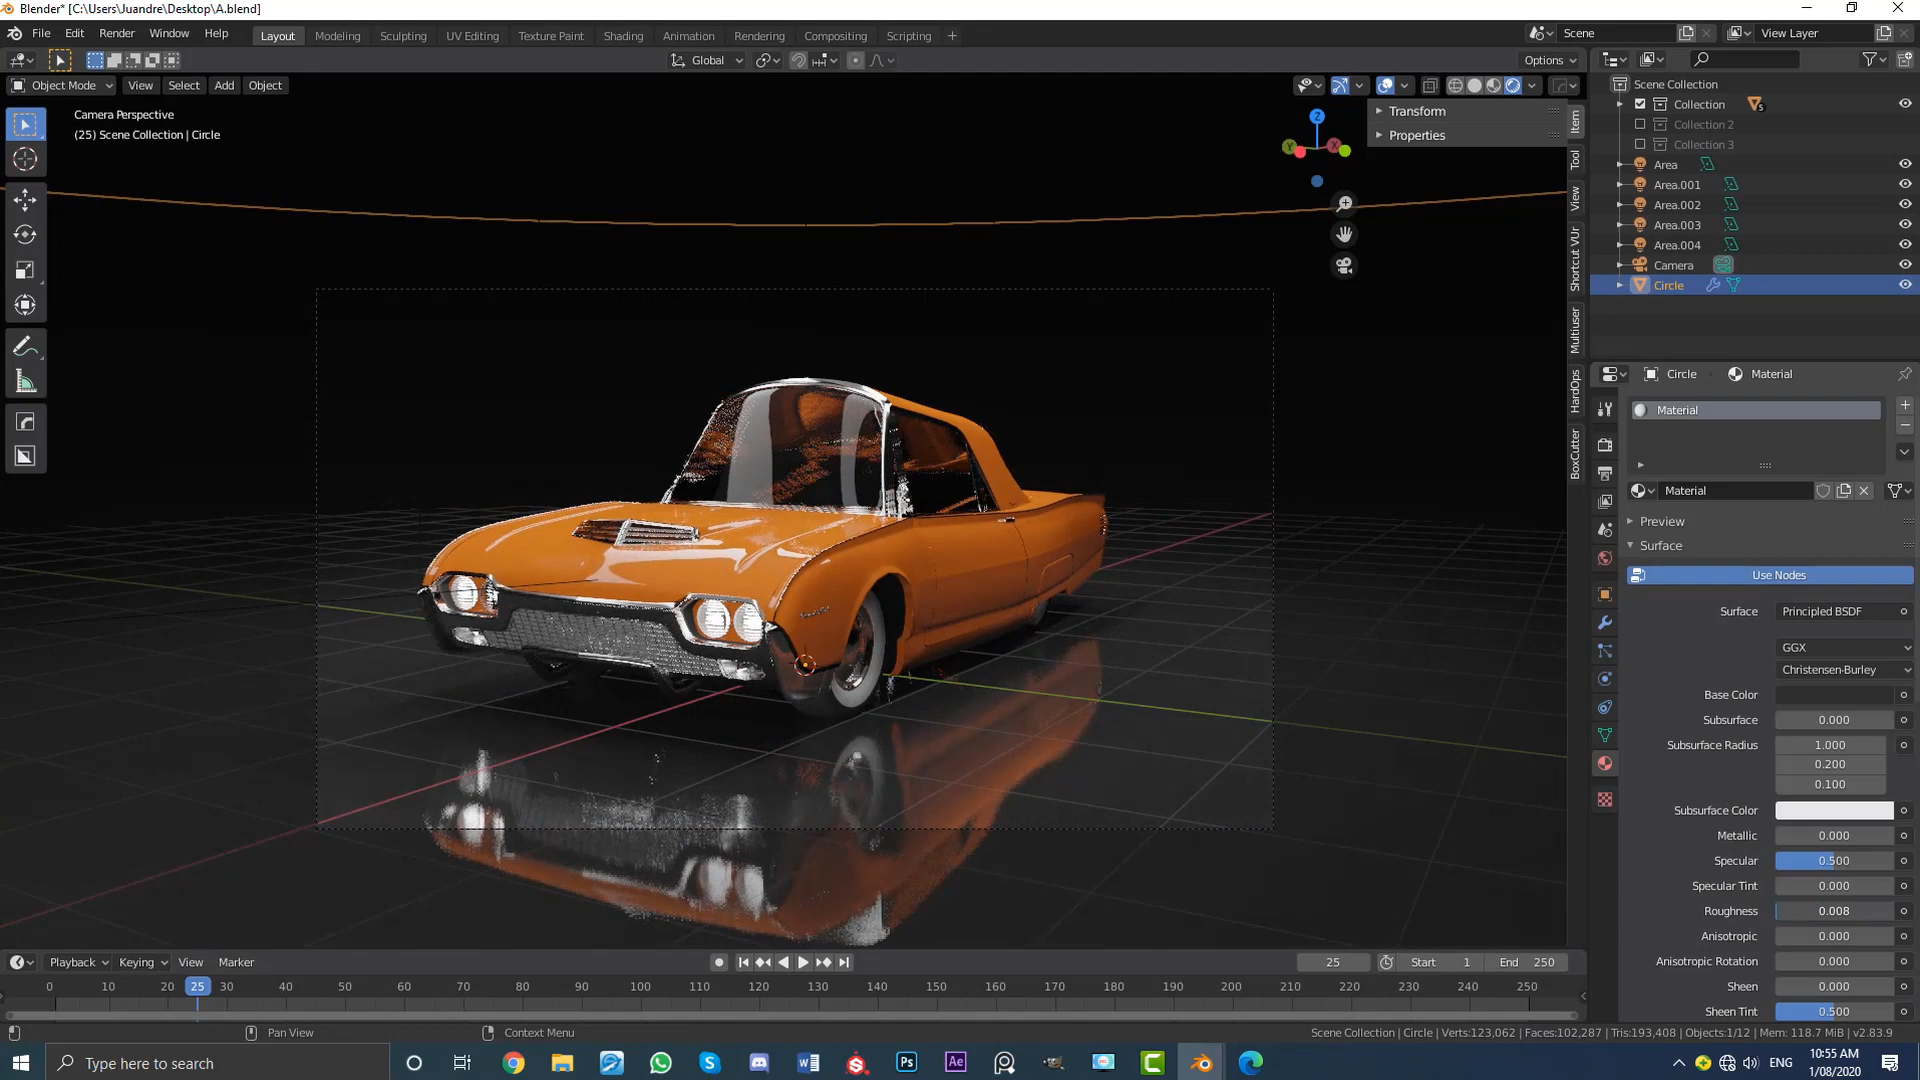 Blender* [C:\Users\Juandre\Desktop\A.blend]
File Edit Render Window Help
Layout Modeling Sculpting UV Editing Texture Paint Shading Animation Rendering Compositing Scripting +
Scene
View Layer
Global
Options
Object Mode View Select Add Object
Camera Perspective
(25) Scene Collection | Circle
Z
Y
X
Transform
Properties
Item
Tool
View
Shortcut VUr
Multiuser
HardOps
BoxCutter
Scene Collection
Collection 5
Collection 2
Collection 3
Area
Area.001
Area.002
Area.003
Area.004
Camera
Circle
Circle Material
Material
Material
Preview
Surface
Use Nodes
Surface Principled BSDF
GGX
Christensen-Burley
Base Color
Subsurface 0.000
Subsurface Radius 1.000
0.200
0.100
Subsurface Color
Metallic 0.000
Specular 0.500
Specular Tint 0.000
Roughness 0.008
Anisotropic 0.000
Anisotropic Rotation 0.000
Sheen 0.000
Sheen Tint 0.500
Playback Keying View Marker
25 Start 1 End 250
0 10 20 25 30 40 50 60 70 80 90 100 110 120 130 140 150 160 170 180 190 200 210 220 230 240 250
Pan View
Context Menu
Scene Collection | Circle | Verts:123,062 | Faces:102,287 | Tris:193,408 | Objects:1/12 | Mem: 118.7 MiB | v2.83.9
Type here to search
Ps
Ae
ENG
10:55 AM
1/08/2020